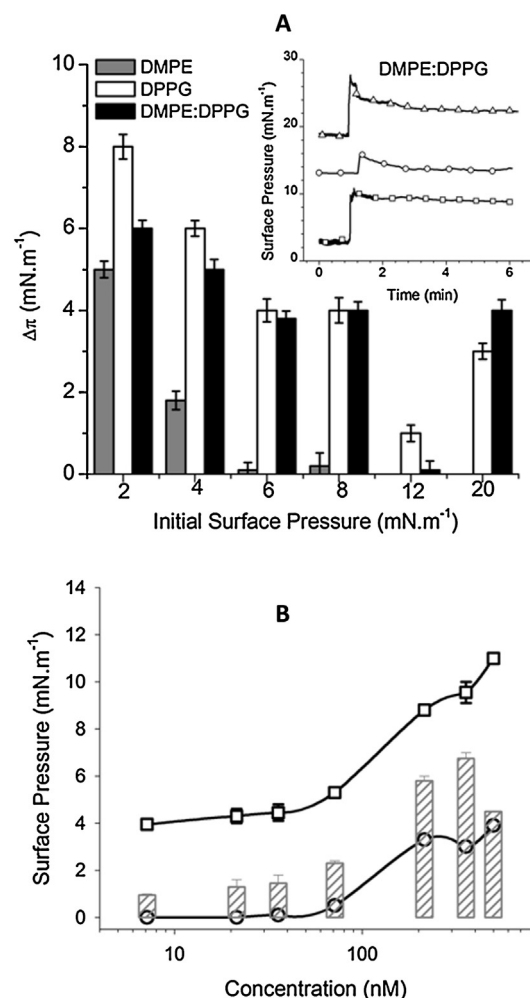 A
DMPE
DPPG
DMPE:DPPG
10
8
6
4
2
0
Δπ (mN.m⁻¹)
2 4 6 8 12 20
Initial Surface Pressure (mN.m⁻¹)
DMPE:DPPG
30
20
10
0
Surface Pressure (mN.m⁻¹)
0 2 4 6
Time (min)
B
14
12
10
8
6
4
2
0
Surface Pressure (mN.m⁻¹)
10 100
Concentration (nM)